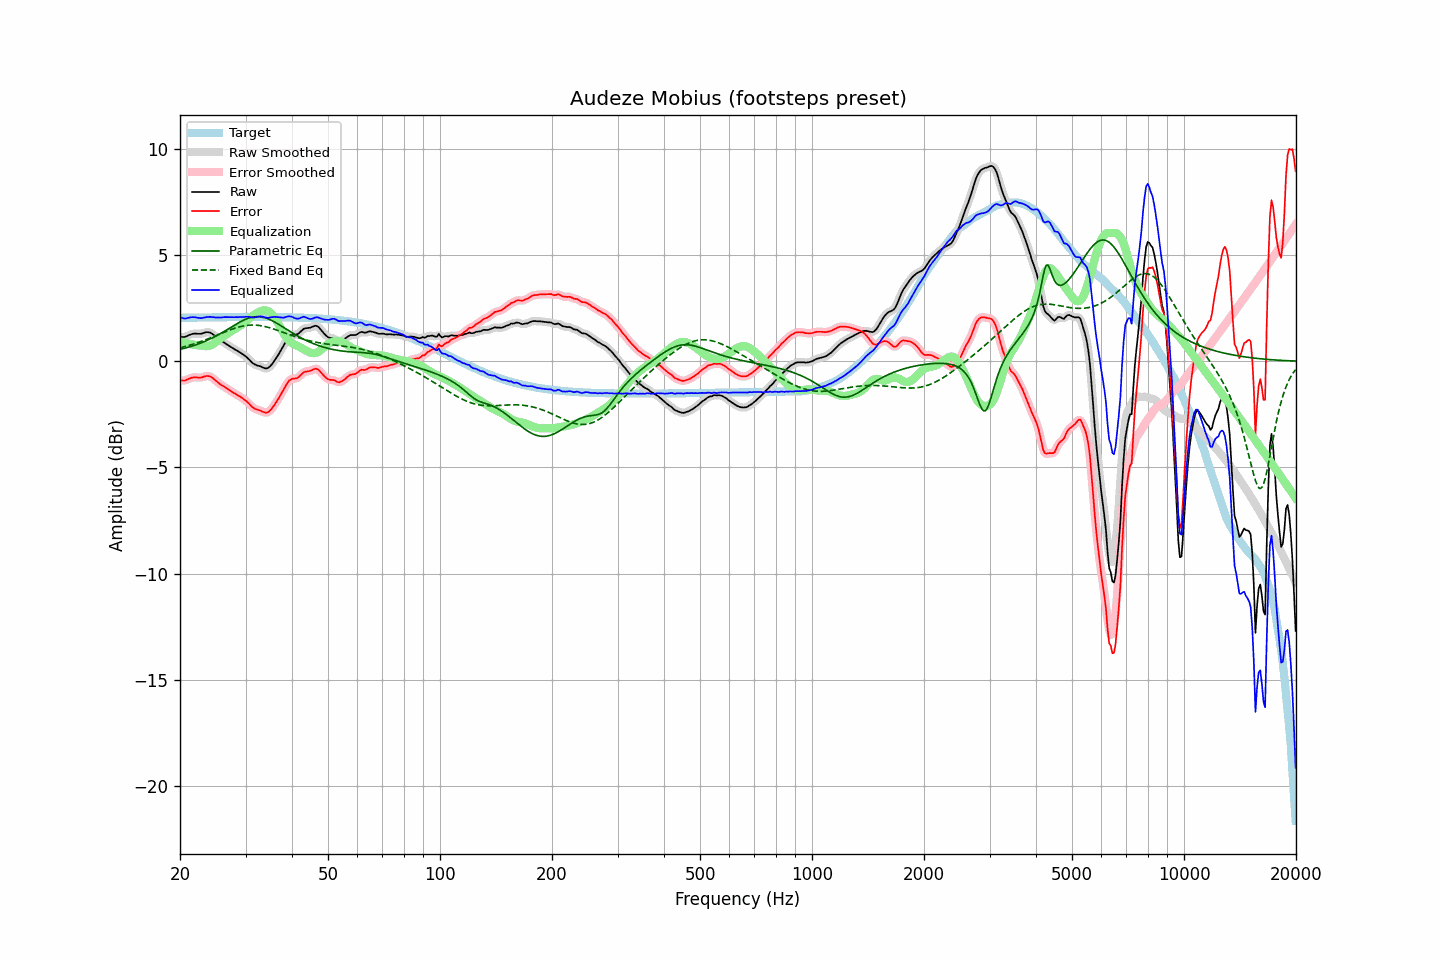 Audeze Mobius (footsteps preset)
Target
Raw Smoothed
Error Smoothed
Raw
Error
Equalization
Parametric Eq
Fixed Band Eq
Equalized
10
5
0
−5
−10
−15
−20
Amplitude (dBr)
20
50
100
200
500
1000
2000
5000
10000
20000
Frequency (Hz)